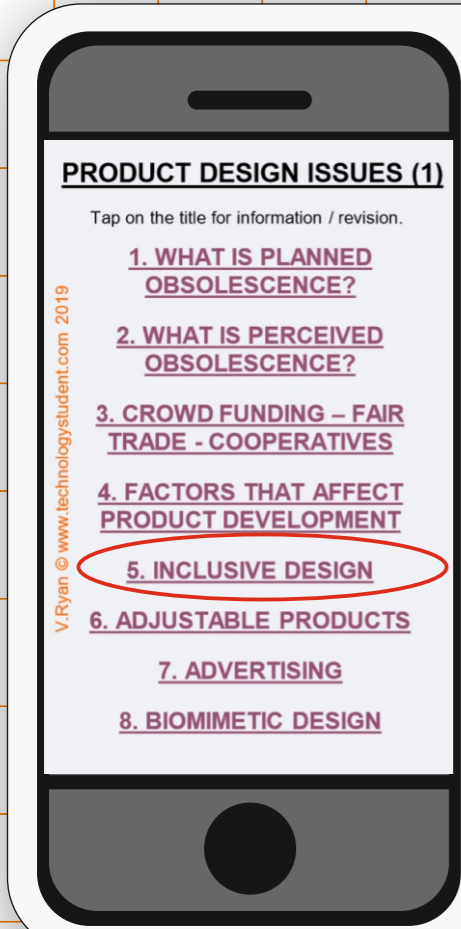 PRODUCT DESIGN ISSUES (1)
Tap on the title for information / revision.
1. WHAT IS PLANNED
OBSOLESCENCE?
2. WHAT IS PERCEIVED
OBSOLESCENCE?
3. CROWD FUNDING – FAIR
TRADE - COOPERATIVES
4. FACTORS THAT AFFECT
PRODUCT DEVELOPMENT
5. INCLUSIVE DESIGN
6. ADJUSTABLE PRODUCTS
7. ADVERTISING
8. BIOMIMETIC DESIGN
V.Ryan © www.technologystudent.com 2019